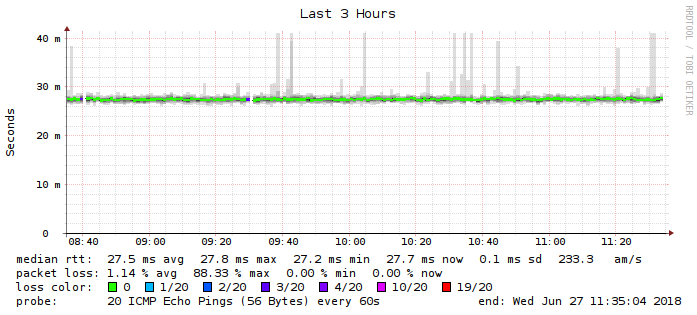 Last 3 Hours
RRDTOOL / TOBI OETIKER
Seconds
40 m
30 m
20 m
10 m
0
08:40 09:00 09:20 09:40 10:00 10:20 10:40 11:00 11:20
median rtt: 27.5 ms avg 27.8 ms max 27.2 ms min 27.7 ms now 0.1 ms sd 233.3 am/s
packet loss: 1.14 % avg 88.33 % max 0.00 % min 0.00 % now
loss color: 0 1/20 2/20 3/20 4/20 10/20 19/20
probe: 20 ICMP Echo Pings (56 Bytes) every 60s end: Wed Jun 27 11:35:04 2018